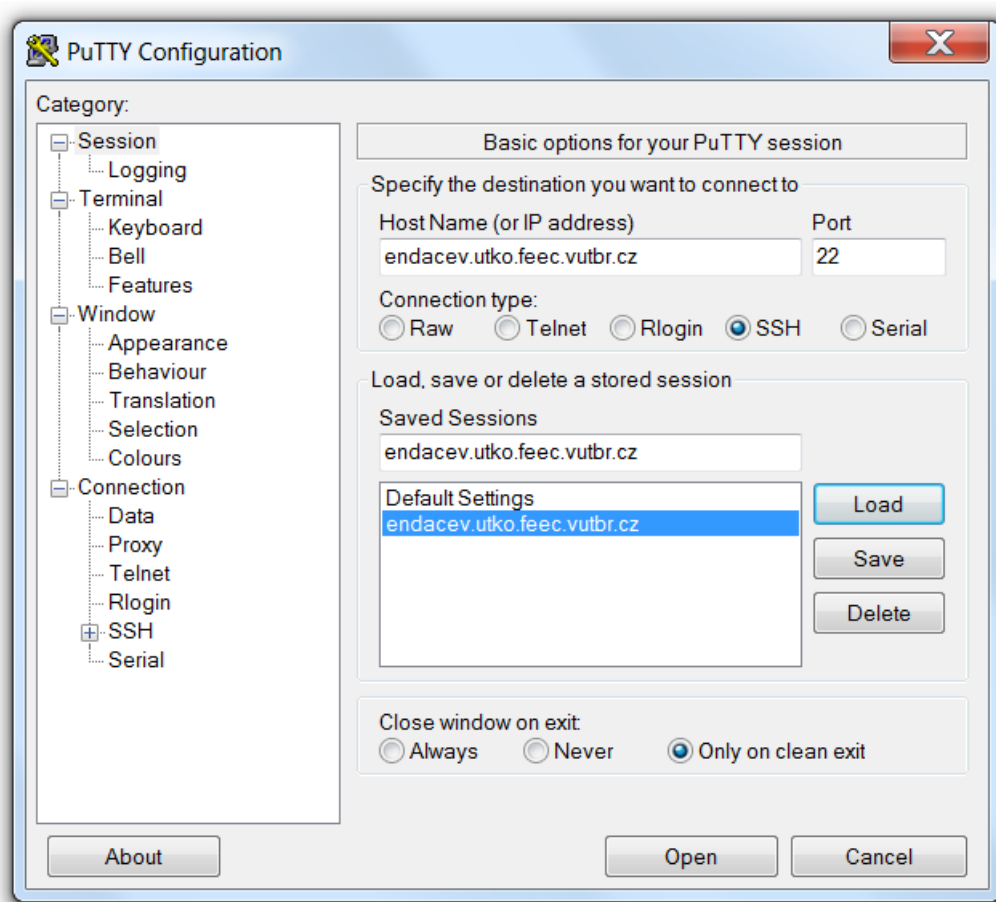 PuTTY Configuration
Category:
Session
Logging
Terminal
Keyboard
Bell
Features
Window
Appearance
Behaviour
Translation
Selection
Colours
Connection
Data
Proxy
Telnet
Rlogin
SSH
Serial
Basic options for your PuTTY session
Specify the destination you want to connect to
Host Name (or IP address) Port
endacev.utko.feec.vutbr.cz 22
Connection type:
Raw Telnet Rlogin SSH Serial
Load, save or delete a stored session
Saved Sessions
endacev.utko.feec.vutbr.cz
Default Settings
endacev.utko.feec.vutbr.cz
Load
Save
Delete
Close window on exit:
Always Never Only on clean exit
About Open Cancel